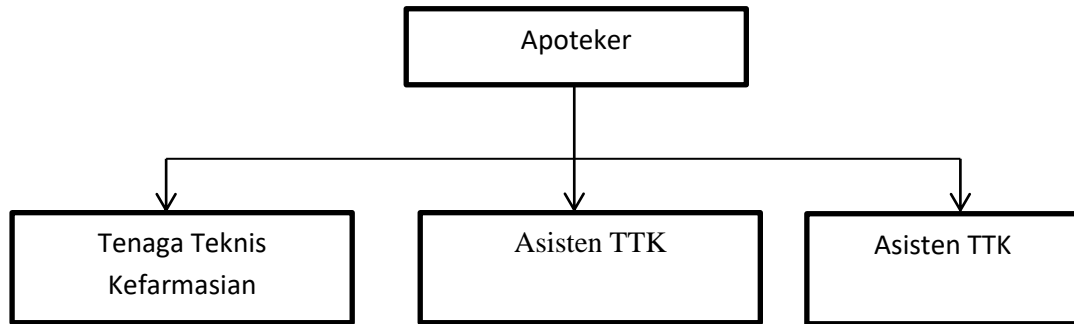 Apoteker
Tenaga Teknis
Kefarmasian
Asisten TTK
Asisten TTK